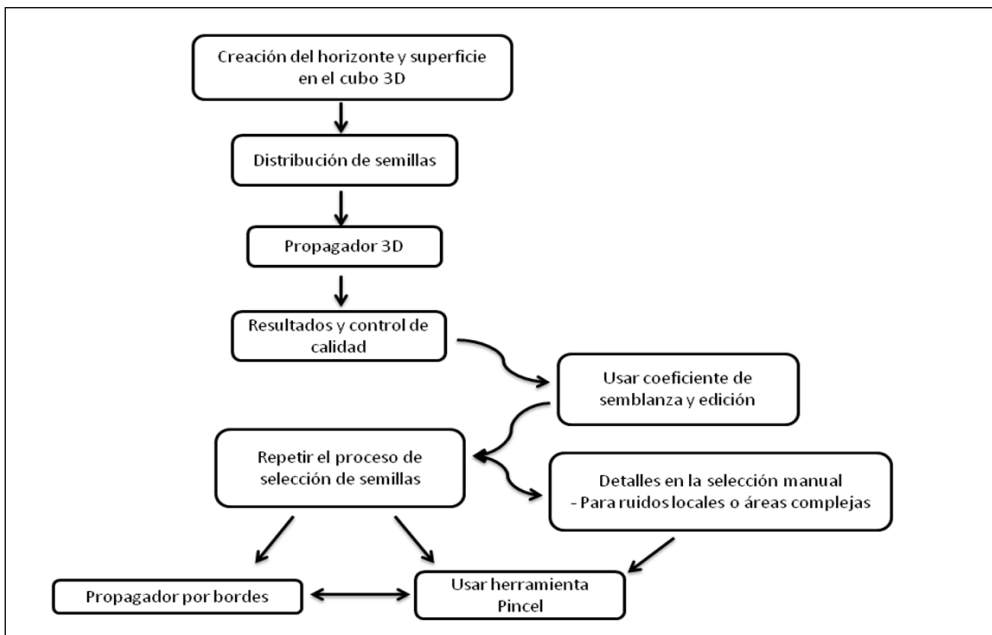 Creación del horizonte y superficie
en el cubo 3D
Distribución de semillas
Propagador 3D
Resultados y control de
calidad
Usar coeficiente de
semblanza y edición
Repetir el proceso de
selección de semillas
Detalles en la selección manual
- Para ruidos locales o áreas complejas
Propagador por bordes
Usar herramienta
Pincel